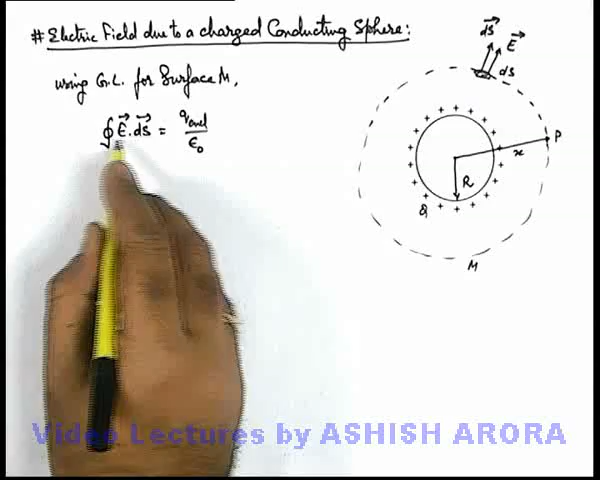 # Electric Field due to a charged Conducting Sphere:
using G.L. for Surface M,
∮ E⃗ . dS⃗ = q encl / ϵ₀
dS⃗
E⃗
dS
P
x
R
Q
M
Video Lectures by ASHISH ARORA